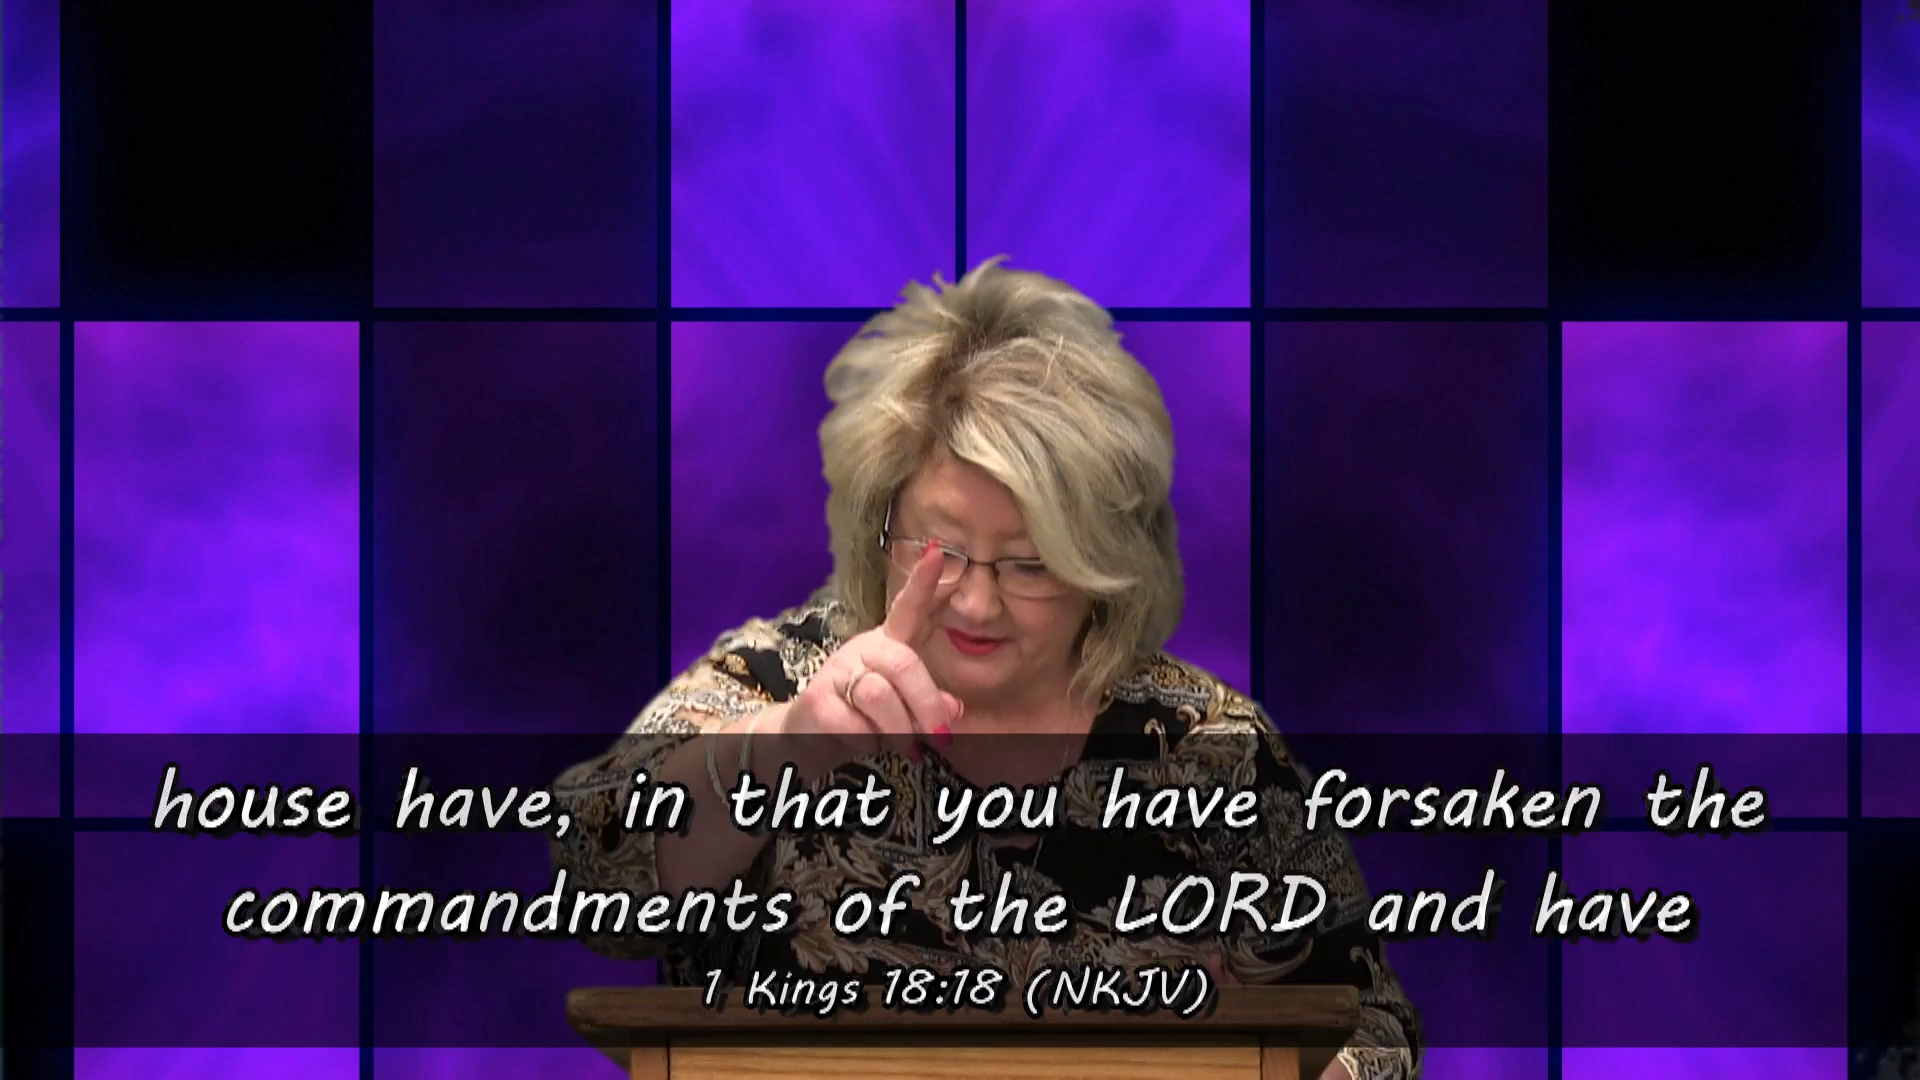 house have, in that you have forsaken the
commandments of the LORD and have
1 Kings 18:18 (NKJV)